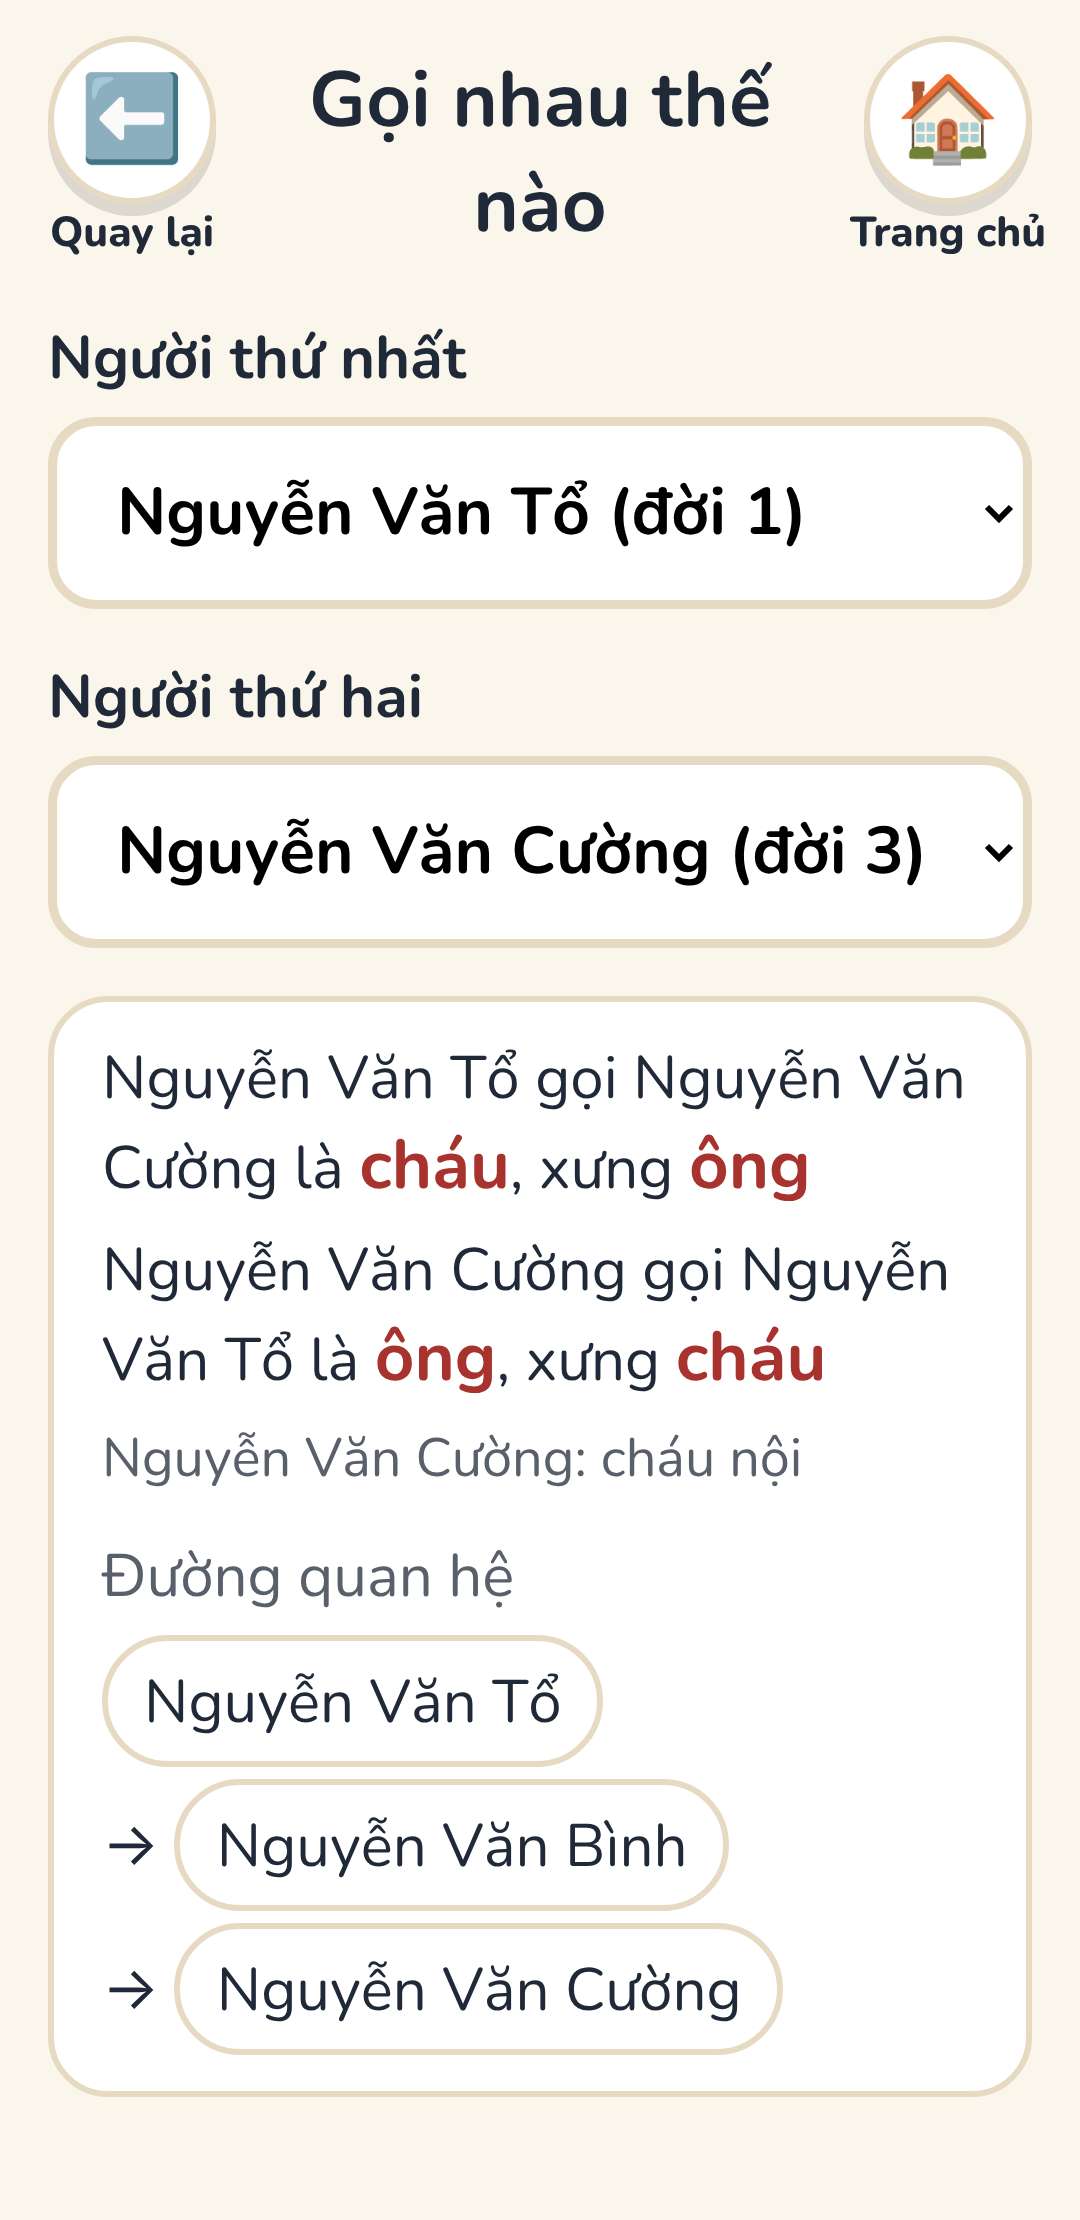 Gọi nhau thế
nào
Quay lại
Trang chủ
Người thứ nhất
Nguyễn Văn Tổ (đời 1)
Người thứ hai
Nguyễn Văn Cường (đời 3)
Nguyễn Văn Tổ gọi Nguyễn Văn
Cường là cháu, xưng ông
Nguyễn Văn Cường gọi Nguyễn
Văn Tổ là ông, xưng cháu
Nguyễn Văn Cường: cháu nội
Đường quan hệ
Nguyễn Văn Tổ
→ Nguyễn Văn Bình
→ Nguyễn Văn Cường